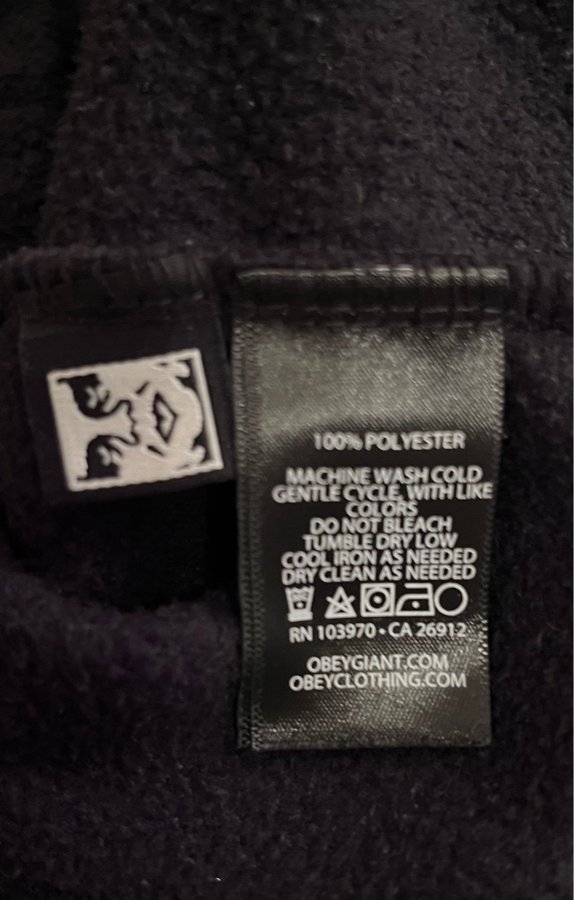 100% POLYESTER
MACHINE WASH COLD
GENTLE CYCLE, WITH LIKE
COLORS
DO NOT BLEACH
TUMBLE DRY LOW
COOL IRON AS NEEDED
DRY CLEAN AS NEEDED
RN 103970 • CA 26912
OBEYGIANT.COM
OBEYCLOTHING.COM